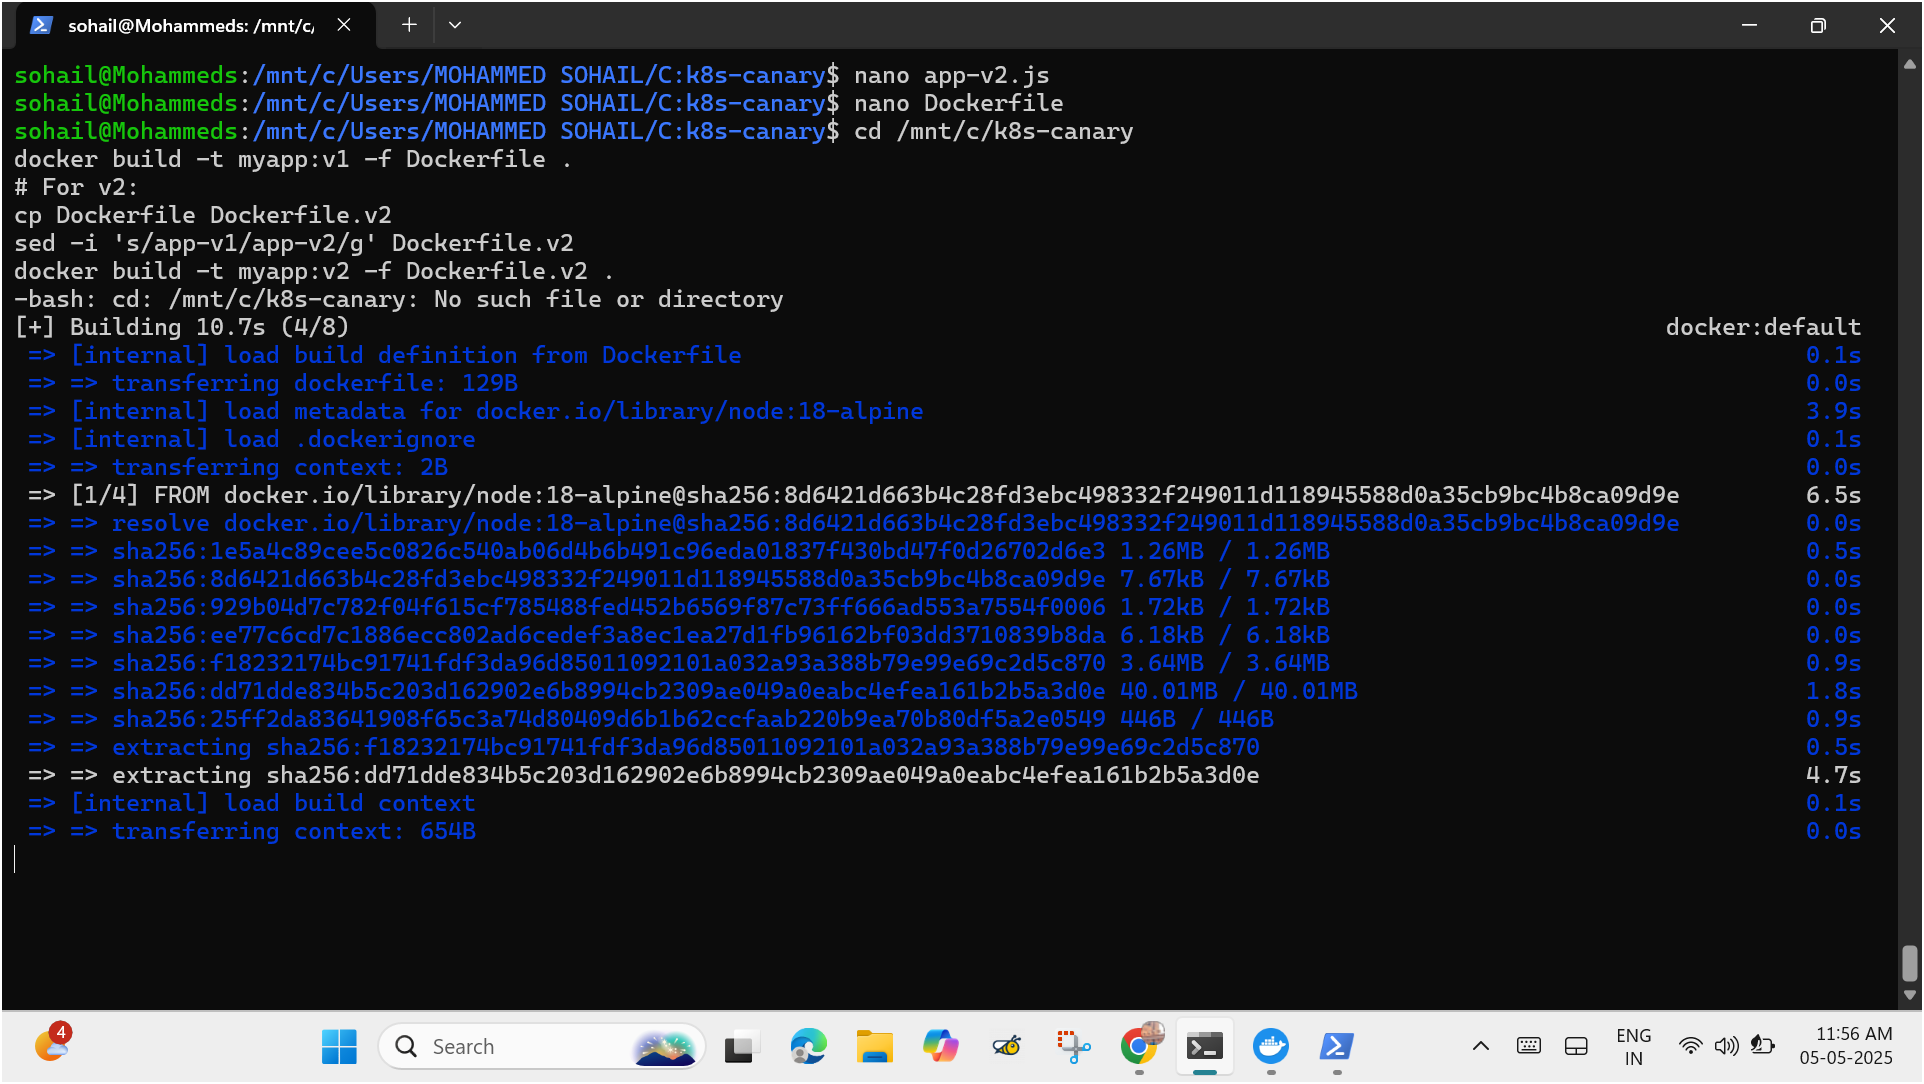 sohail@Mohammeds: /mnt/c/
sohail@Mohammeds:/mnt/c/Users/MOHAMMED SOHAIL/C:k8s-canary$ nano app-v2.js
sohail@Mohammeds:/mnt/c/Users/MOHAMMED SOHAIL/C:k8s-canary$ nano Dockerfile
sohail@Mohammeds:/mnt/c/Users/MOHAMMED SOHAIL/C:k8s-canary$ cd /mnt/c/k8s-canary
docker build -t myapp:v1 -f Dockerfile .
# For v2:
cp Dockerfile Dockerfile.v2
sed -i 's/app-v1/app-v2/g' Dockerfile.v2
docker build -t myapp:v2 -f Dockerfile.v2 .
-bash: cd: /mnt/c/k8s-canary: No such file or directory
[+] Building 10.7s (4/8) docker:default
=> [internal] load build definition from Dockerfile 0.1s
=> => transferring dockerfile: 129B 0.0s
=> [internal] load metadata for docker.io/library/node:18-alpine 3.9s
=> [internal] load .dockerignore 0.1s
=> => transferring context: 2B 0.0s
=> [1/4] FROM docker.io/library/node:18-alpine@sha256:8d6421d663b4c28fd3ebc498332f249011d118945588d0a35cb9bc4b8ca09d9e 6.5s
=> => resolve docker.io/library/node:18-alpine@sha256:8d6421d663b4c28fd3ebc498332f249011d118945588d0a35cb9bc4b8ca09d9e 0.0s
=> => sha256:1e5a4c89cee5c0826c540ab06d4b6b491c96eda01837f430bd47f0d26702d6e3 1.26MB / 1.26MB 0.5s
=> => sha256:8d6421d663b4c28fd3ebc498332f249011d118945588d0a35cb9bc4b8ca09d9e 7.67kB / 7.67kB 0.0s
=> => sha256:929b04d7c782f04f615cf785488fed452b6569f87c73ff666ad553a7554f0006 1.72kB / 1.72kB 0.0s
=> => sha256:ee77c6cd7c1886ecc802ad6cedef3a8ec1ea27d1fb96162bf03dd3710839b8da 6.18kB / 6.18kB 0.0s
=> => sha256:f18232174bc91741fdf3da96d85011092101a032a93a388b79e99e69c2d5c870 3.64MB / 3.64MB 0.9s
=> => sha256:dd71dde834b5c203d162902e6b8994cb2309ae049a0eabc4efea161b2b5a3d0e 40.01MB / 40.01MB 1.8s
=> => sha256:25ff2da83641908f65c3a74d80409d6b1b62ccfaab220b9ea70b80df5a2e0549 446B / 446B 0.9s
=> => extracting sha256:f18232174bc91741fdf3da96d85011092101a032a93a388b79e99e69c2d5c870 0.5s
=> => extracting sha256:dd71dde834b5c203d162902e6b8994cb2309ae049a0eabc4efea161b2b5a3d0e 4.7s
=> [internal] load build context 0.1s
=> => transferring context: 654B 0.0s
4
Search
ENG
IN
11:56 AM
05-05-2025